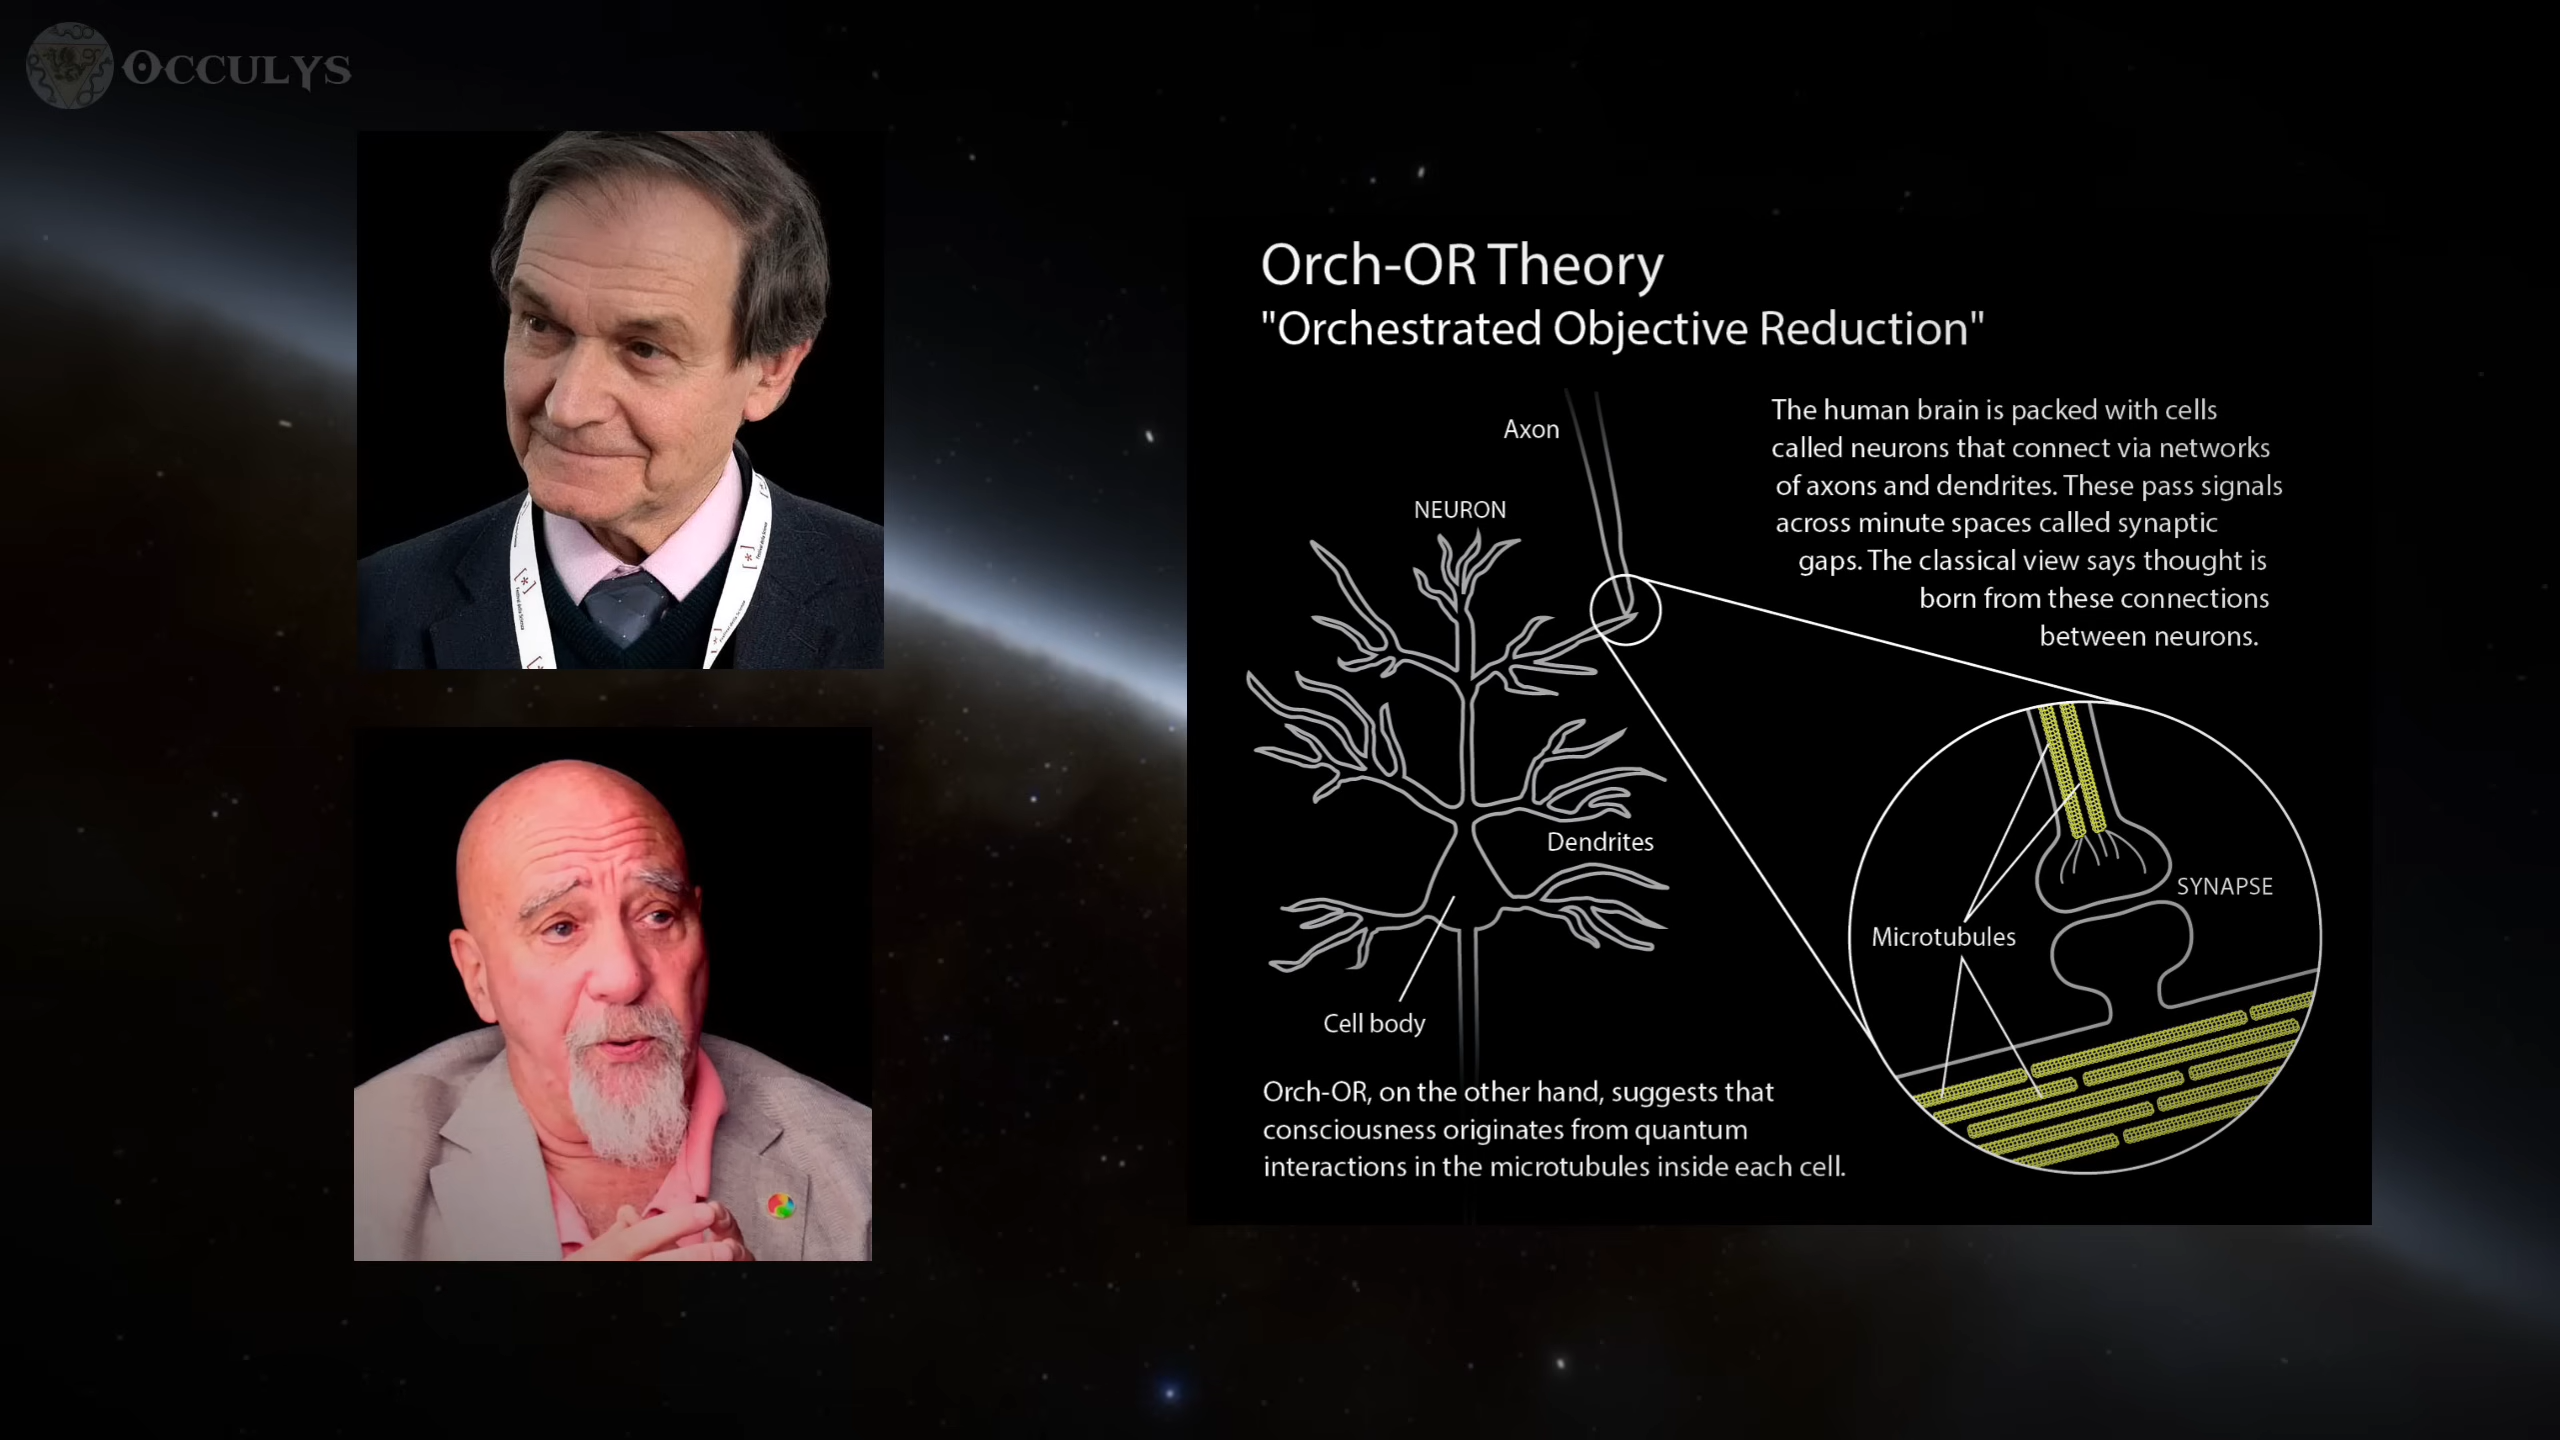 Occulys
Orch-OR Theory
"Orchestrated Objective Reduction"
Axon
NEURON
The human brain is packed with cells
called neurons that connect via networks
of axons and dendrites. These pass signals
across minute spaces called synaptic
gaps. The classical view says thought is
born from these connections
between neurons.
Dendrites
SYNAPSE
Microtubules
Cell body
Orch-OR, on the other hand, suggests that
consciousness originates from quantum
interactions in the microtubules inside each cell.